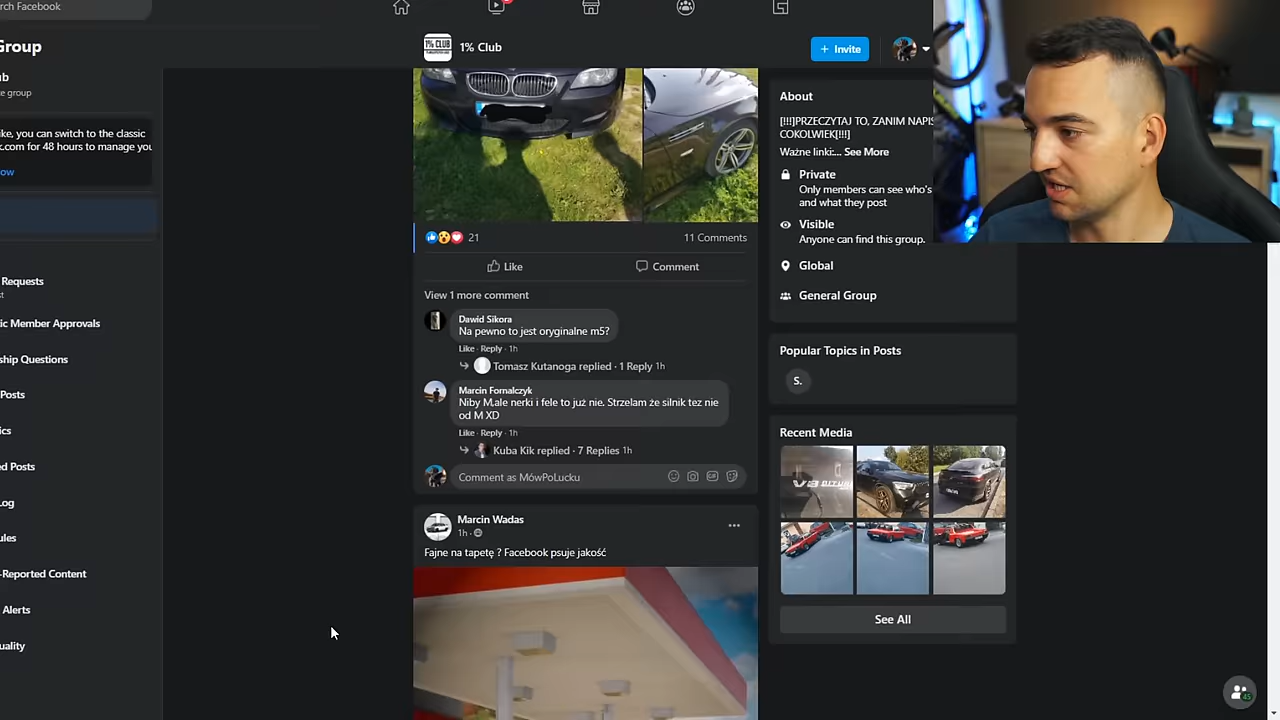 rch Facebook
Group
1% CLUB
1% Club
+ Invite
b
e group
ke, you can switch to the classic
k.com for 48 hours to manage you
ow
Requests
st
ic Member Approvals
ship Questions
Posts
ics
ed Posts
Log
ules
-Reported Content
Alerts
uality
21
11 Comments
Like
Comment
View 1 more comment
Dawid Sikora
Na pewno to jest oryginalne m5?
Like · Reply · 1h
Tomasz Kutanoga replied · 1 Reply 1h
Marcin Fornalczyk
Niby M,ale nerki i fele to już nie. Strzelam że silnik tez nie
od M XD
Like · Reply · 1h
Kuba Kik replied · 7 Replies 1h
Comment as MówPoLucku
Marcin Wadas
1h ·
Fajne na tapetę ? Facebook psuje jakość
About
[!!!]PRZECZYTAJ TO, ZANIM NAPIS
COKOLWIEK[!!!]
Ważne linki:... See More
Private
Only members can see who's
and what they post
Visible
Anyone can find this group.
Global
General Group
Popular Topics in Posts
S.
Recent Media
V8 BITURBO
See All
45